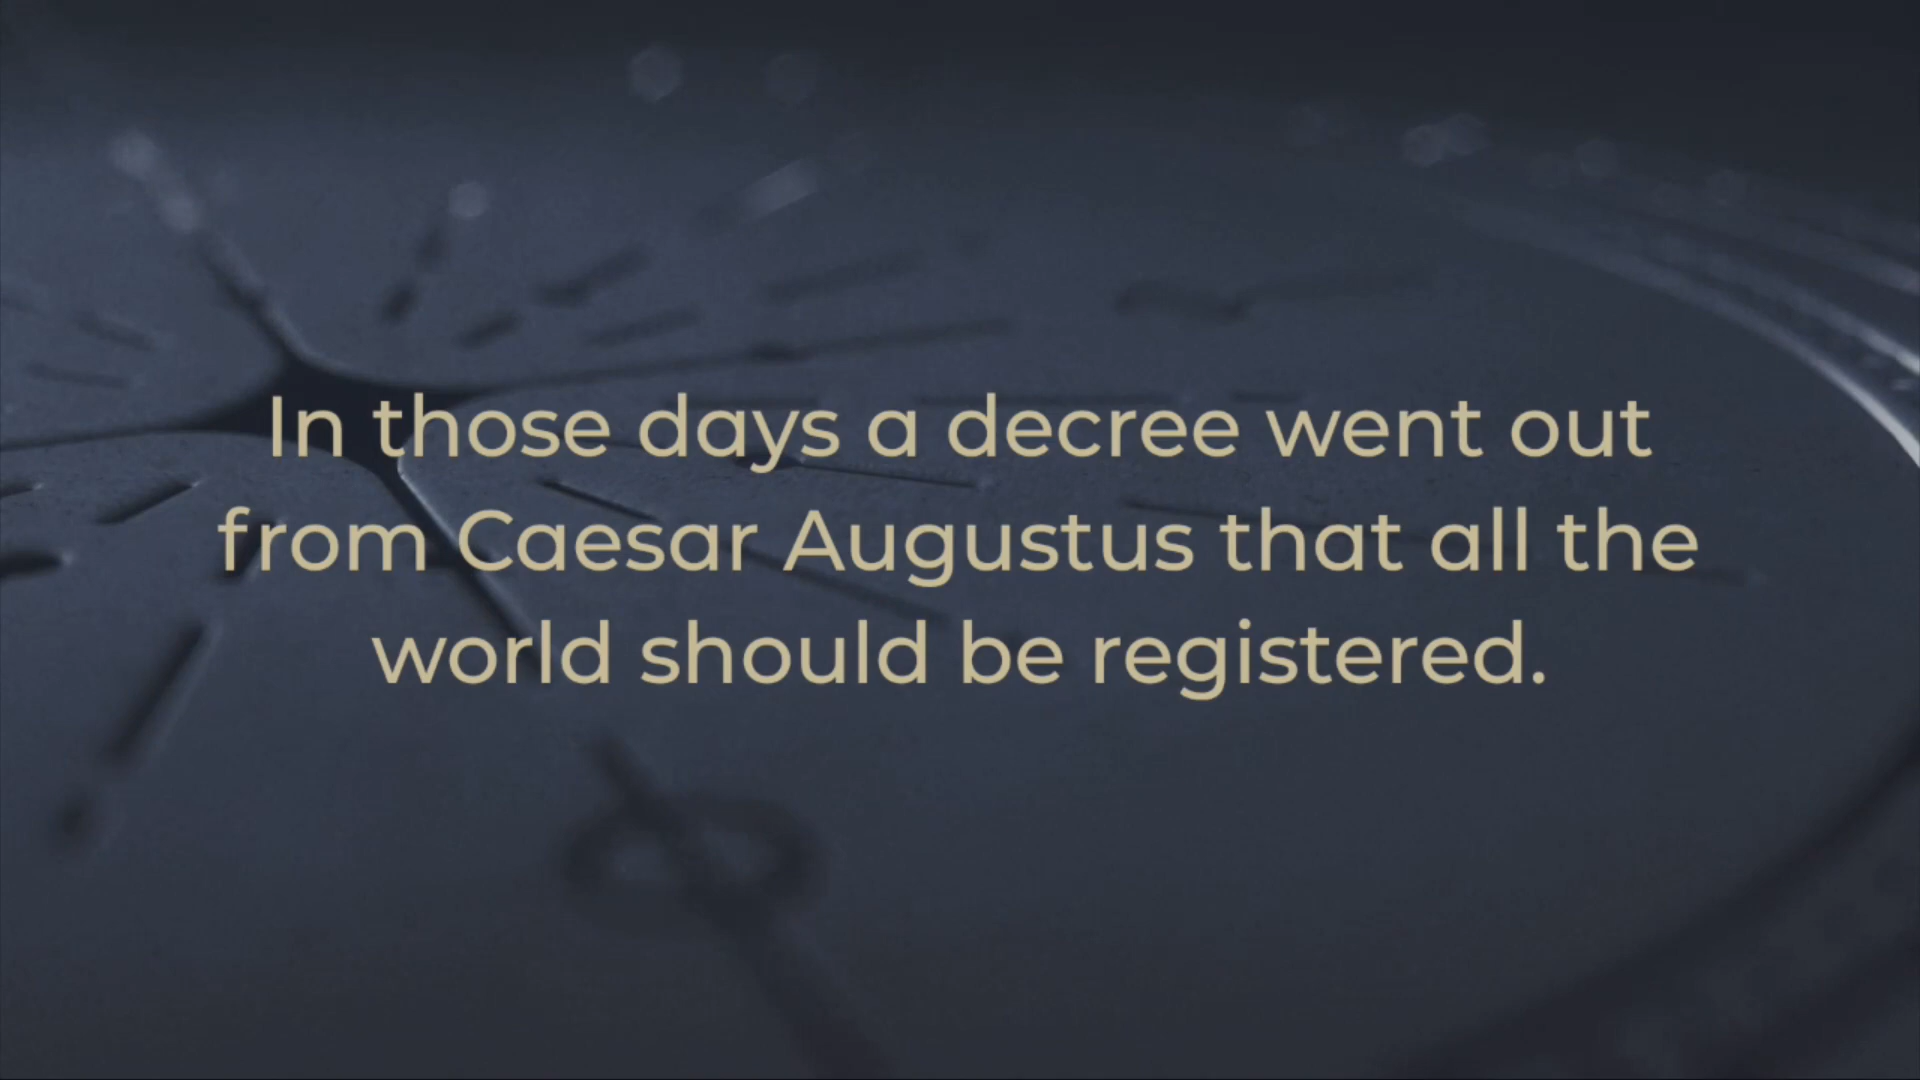 In those days a decree went out
from Caesar Augustus that all the
world should be registered.